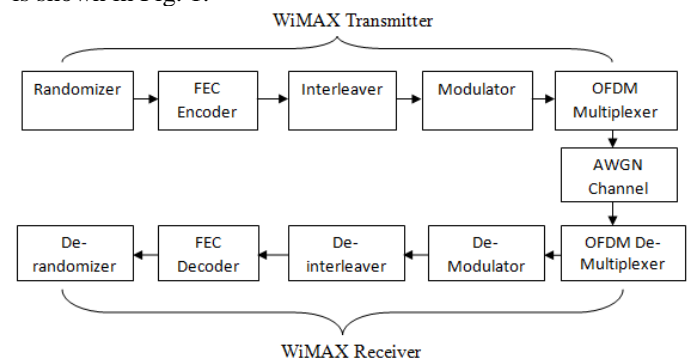 is shown in Fig. 1.
WiMAX Transmitter
Randomizer
FEC
Encoder
Interleaver
Modulator
OFDM
Multiplexer
AWGN
Channel
De-
randomizer
FEC
Decoder
De-
interleaver
De-
Modulator
OFDM De-
Multiplexer
WiMAX Receiver